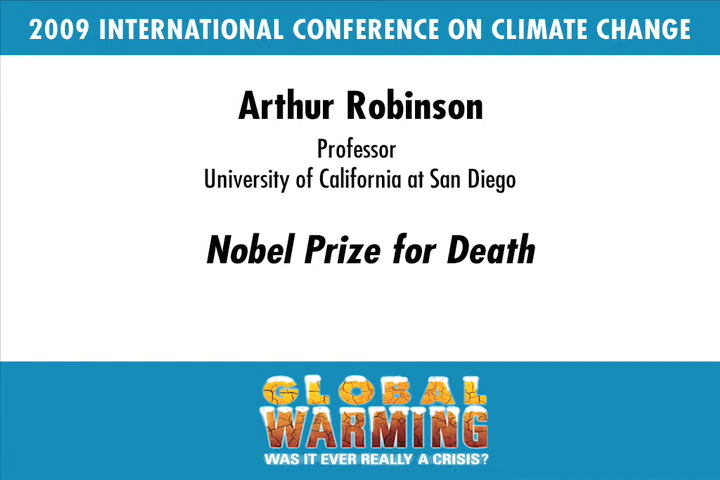 2009 INTERNATIONAL CONFERENCE ON CLIMATE CHANGE
Arthur Robinson
Professor
University of California at San Diego
Nobel Prize for Death
GLOBAL
WARMING
WAS IT EVER REALLY A CRISIS?